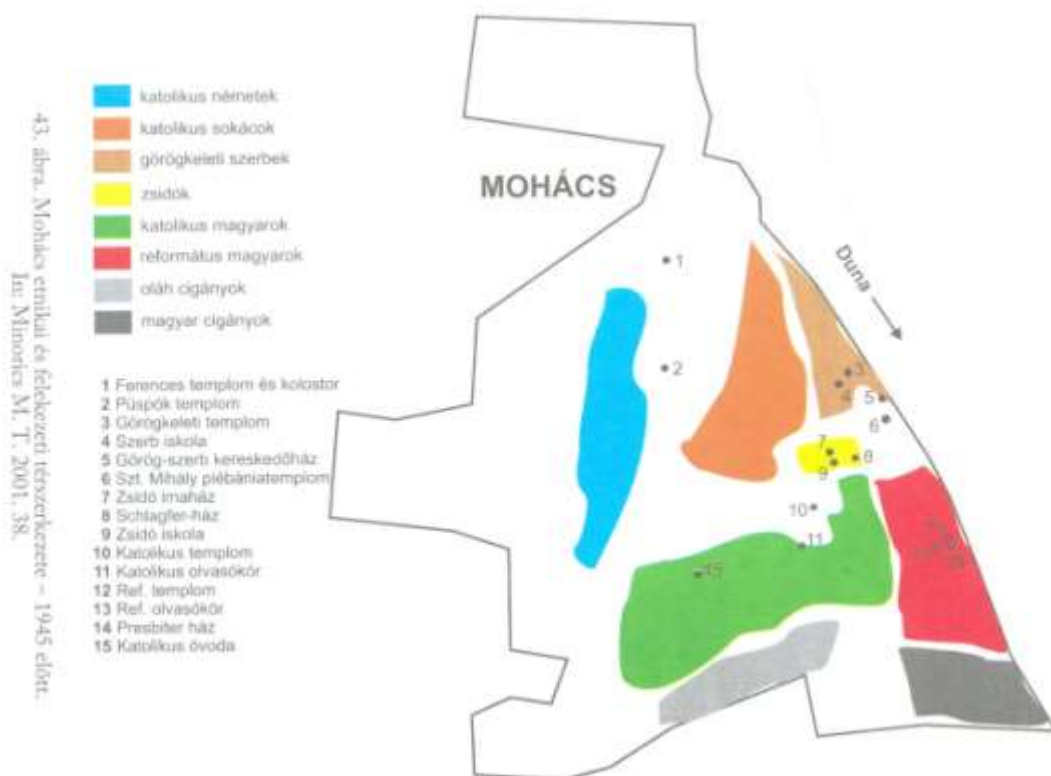 katolikus németek
katolikus sokácok
görögkeleti szerbek
zsidók
katolikus magyarok
református magyarok
oláh cigányok
magyar cigányok
1 Ferences templom és kolostor
2 Püspök templom
3 Görögkeleti templom
4 Szerb iskola
5 Görög-szerb kereskedőház
6 Szt. Mihály plébániatemplom
7 Zsidó imaház
8 Schlagfer-ház
9 Zsidó iskola
10 Katolikus templom
11 Katolikus olvasókör
12 Ref. templom
13 Ref. olvasókör
14 Presbiter ház
15 Katolikus óvoda
MOHÁCS
Duna
1
2
3
4
5
6
7
8
9
10
11
15
43. ábra. Mohács etnikai és felekezeti térszerkezete – 1945 előtt.
In: Minorics M. T. 2001. 38.